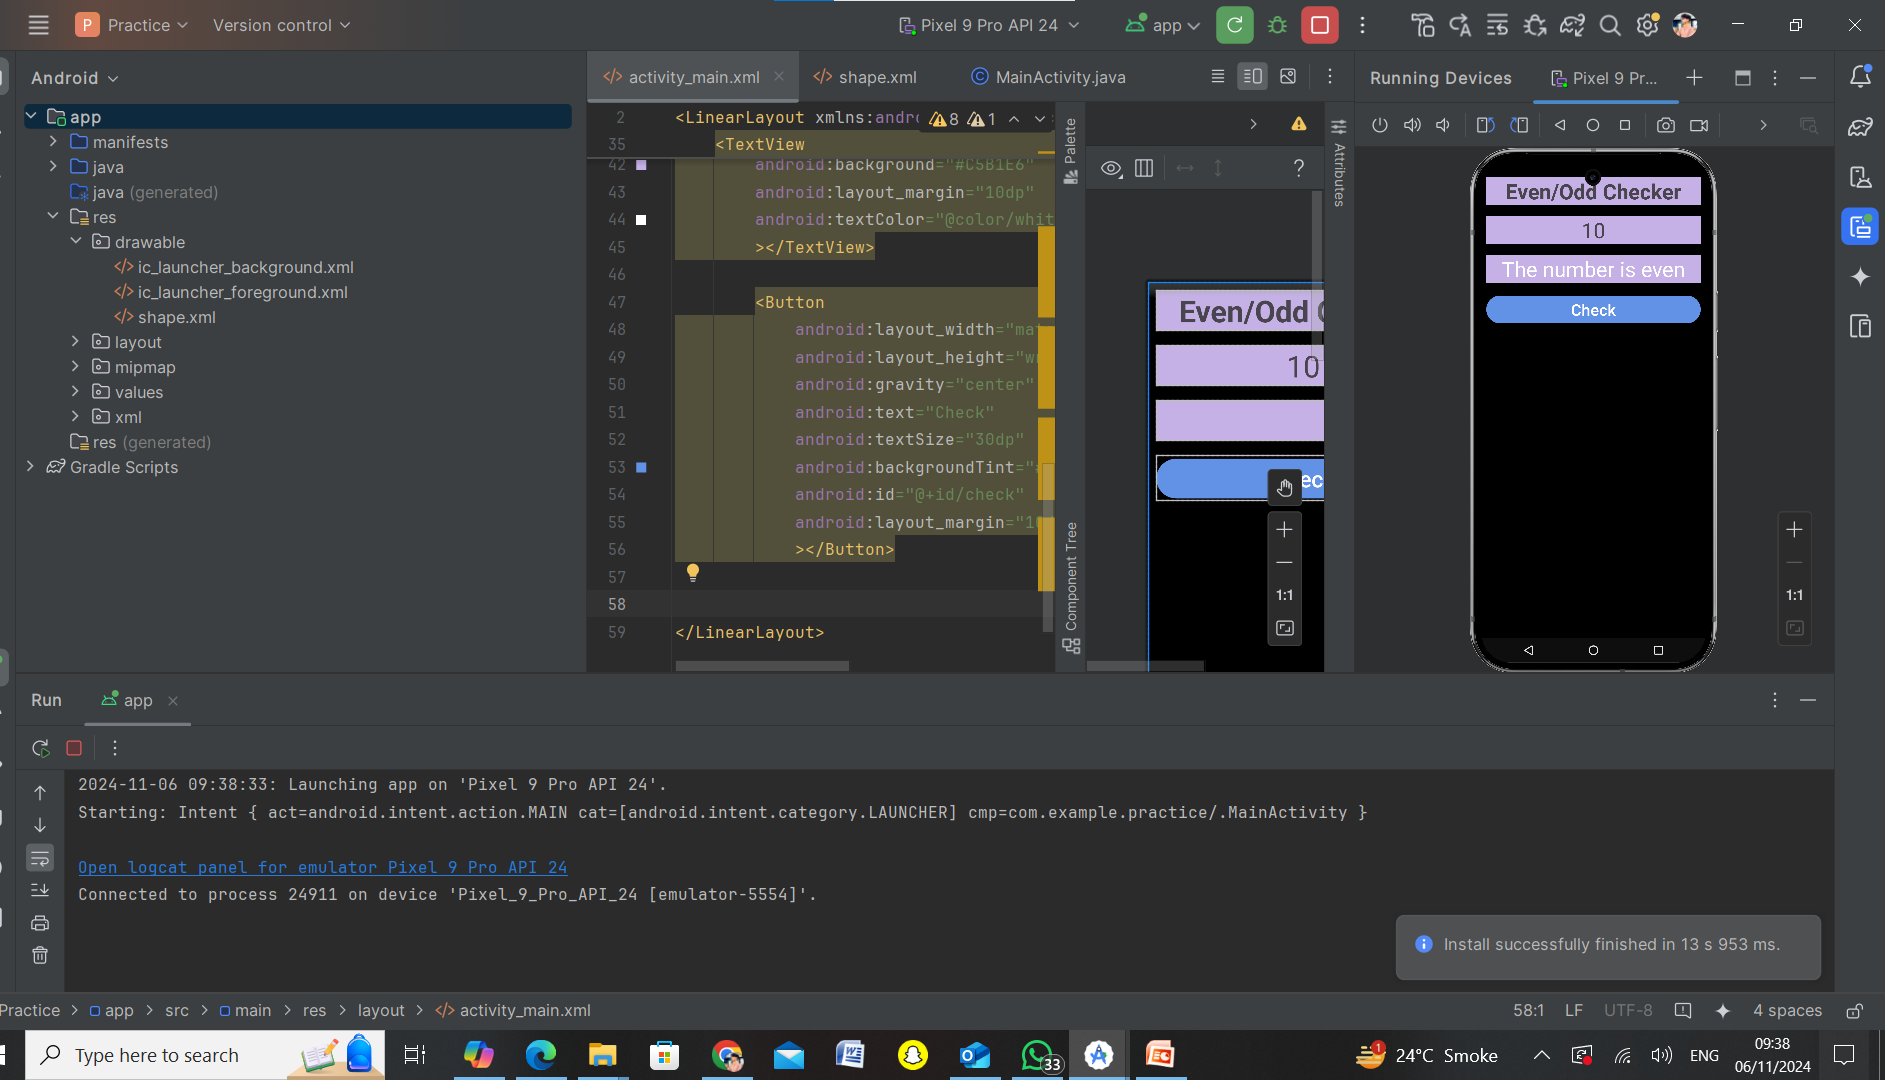 P Practice
Version control
Pixel 9 Pro API 24
app
Android
app
manifests
java
java (generated)
res
drawable
ic_launcher_background.xml
ic_launcher_foreground.xml
shape.xml
layout
mipmap
values
xml
res (generated)
Gradle Scripts
activity_main.xml
shape.xml
MainActivity.java
2 <LinearLayout xmlns:andro
8 1
35 <TextView
42 android:background="#C5B1E6"
43 android:layout_margin="10dp"
44 android:textColor="@color/whit
45 ></TextView>
46
47 <Button
48 android:layout_width="ma
49 android:layout_height="w
50 android:gravity="center"
51 android:text="Check"
52 android:textSize="30dp"
53 android:backgroundTint="
54 android:id="@+id/check"
55 android:layout_margin="1
56 ></Button>
57
58
59 </LinearLayout>
Palette
Component Tree
?
Even/Odd C
10
ec
1:1
Attributes
Running Devices
Pixel 9 Pr...
Even/Odd Checker
10
The number is even
Check
1:1
Run
app
2024-11-06 09:38:33: Launching app on 'Pixel 9 Pro API 24'.
Starting: Intent { act=android.intent.action.MAIN cat=[android.intent.category.LAUNCHER] cmp=com.example.practice/.MainActivity }
Open logcat panel for emulator Pixel 9 Pro API 24
Connected to process 24911 on device 'Pixel_9_Pro_API_24 [emulator-5554]'.
Install successfully finished in 13 s 953 ms.
Practice > app > src > main > res > layout > activity_main.xml
58:1 LF UTF-8 4 spaces
Type here to search
33
1
24°C Smoke
ENG
09:38
06/11/2024